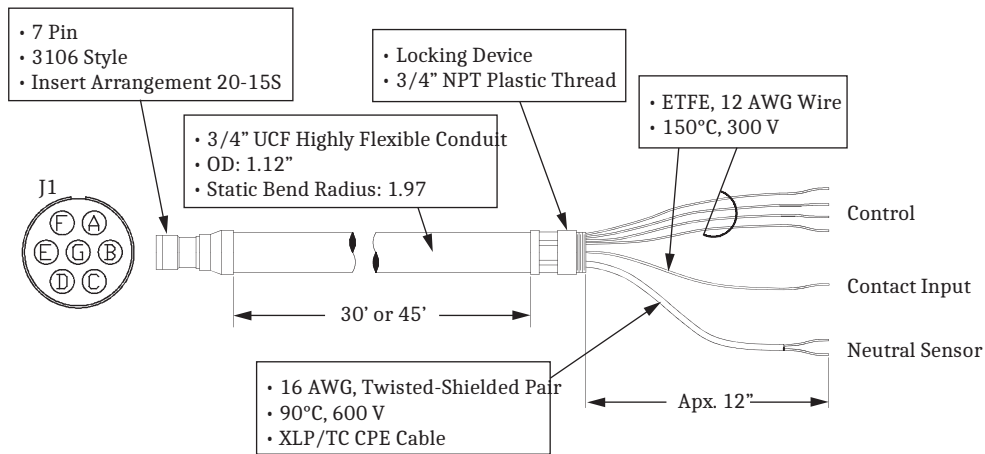 • 7 Pin
• 3106 Style
• Insert Arrangement 20-15S
• Locking Device
• 3/4” NPT Plastic Thread
• ETFE, 12 AWG Wire
• 150°C, 300 V
• 3/4” UCF Highly Flexible Conduit
• OD: 1.12”
• Static Bend Radius: 1.97
J1
F A
E G B
D C
Control
Contact Input
Neutral Sensor
30’ or 45’
• 16 AWG, Twisted-Shielded Pair
• 90°C, 600 V
• XLP/TC CPE Cable
Apx. 12”